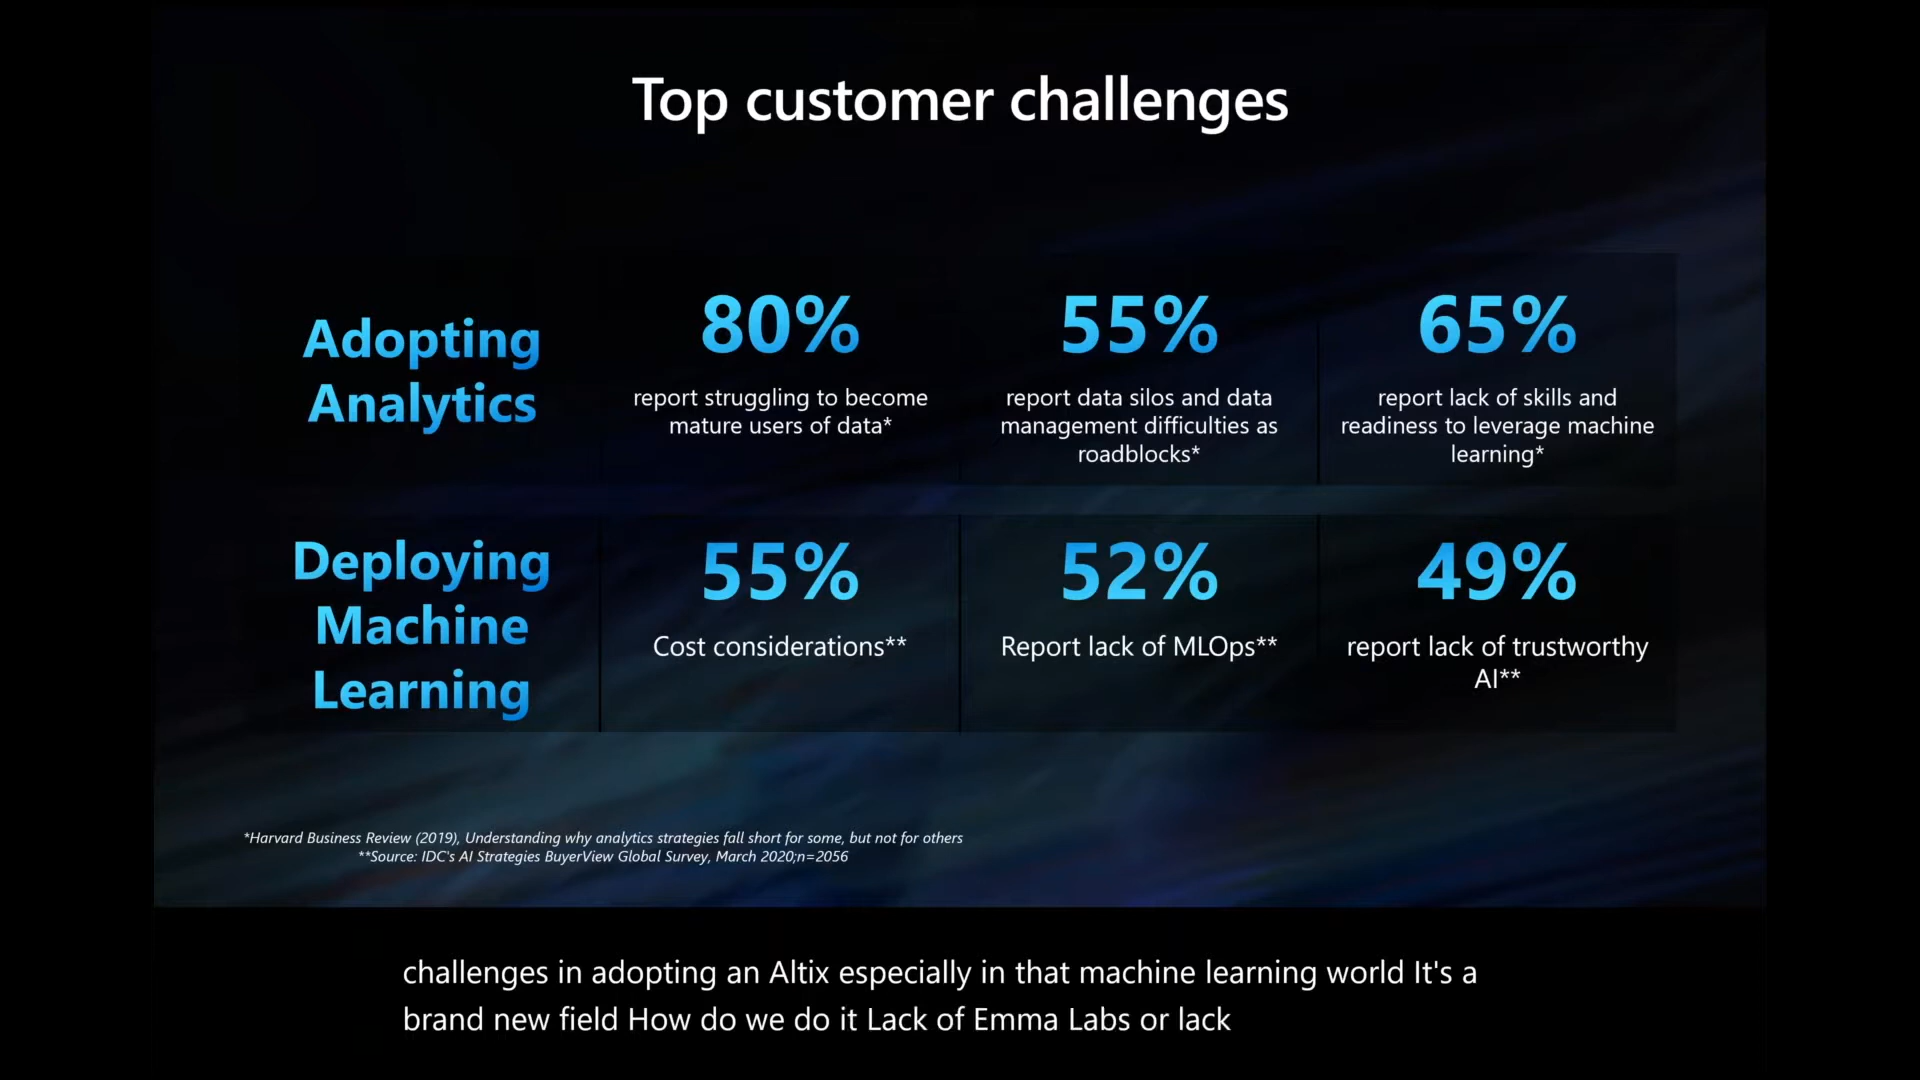 Top customer challenges
Adopting
Analytics
80%
report struggling to become
mature users of data*
55%
report data silos and data
management difficulties as
roadblocks*
65%
report lack of skills and
readiness to leverage machine
learning*
Deploying
Machine
Learning
55%
Cost considerations**
52%
Report lack of MLOps**
49%
report lack of trustworthy
AI**
*Harvard Business Review (2019), Understanding why analytics strategies fall short for some, but not for others
**Source: IDC's AI Strategies BuyerView Global Survey, March 2020;n=2056
challenges in adopting an Altix especially in that machine learning world It's a
brand new field How do we do it Lack of Emma Labs or lack